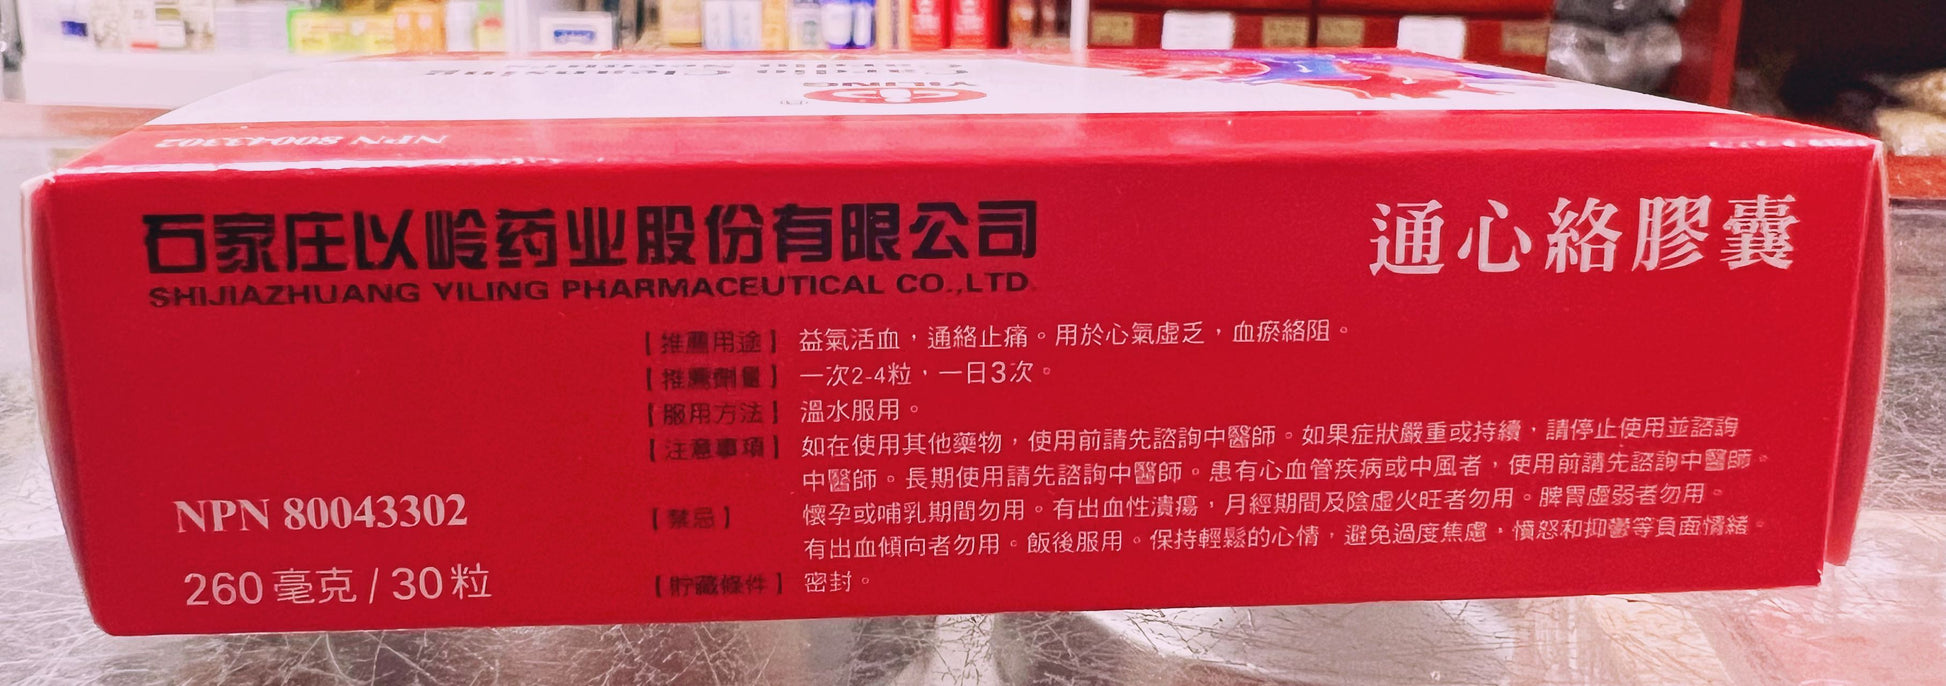 Cardio Cleansing
YILING
NPN 80043302
石家庄以岭药业股份有限公司
SHIJIAZHUANG YILING PHARMACEUTICAL CO.,LTD.
通心絡膠囊
【推薦用途】益氣活血，通絡止痛。用於心氣虛乏，血瘀絡阻。
【推薦劑量】一次2-4粒，一日3次。
【服用方法】溫水服用。
【注意事項】如在使用其他藥物，使用前請先諮詢中醫師。如果症狀嚴重或持續，請停止使用並諮詢
中醫師。長期使用請先諮詢中醫師。患有心血管疾病或中風者，使用前請先諮詢中醫師。
【禁忌】懷孕或哺乳期間勿用。有出血性潰瘍，月經期間及陰虛火旺者勿用。脾胃虛弱者勿用。
有出血傾向者勿用。飯後服用。保持輕鬆的心情，避免過度焦慮，憤怒和抑鬱等負面情緒。
【貯藏條件】密封。
NPN 80043302
260毫克/30粒